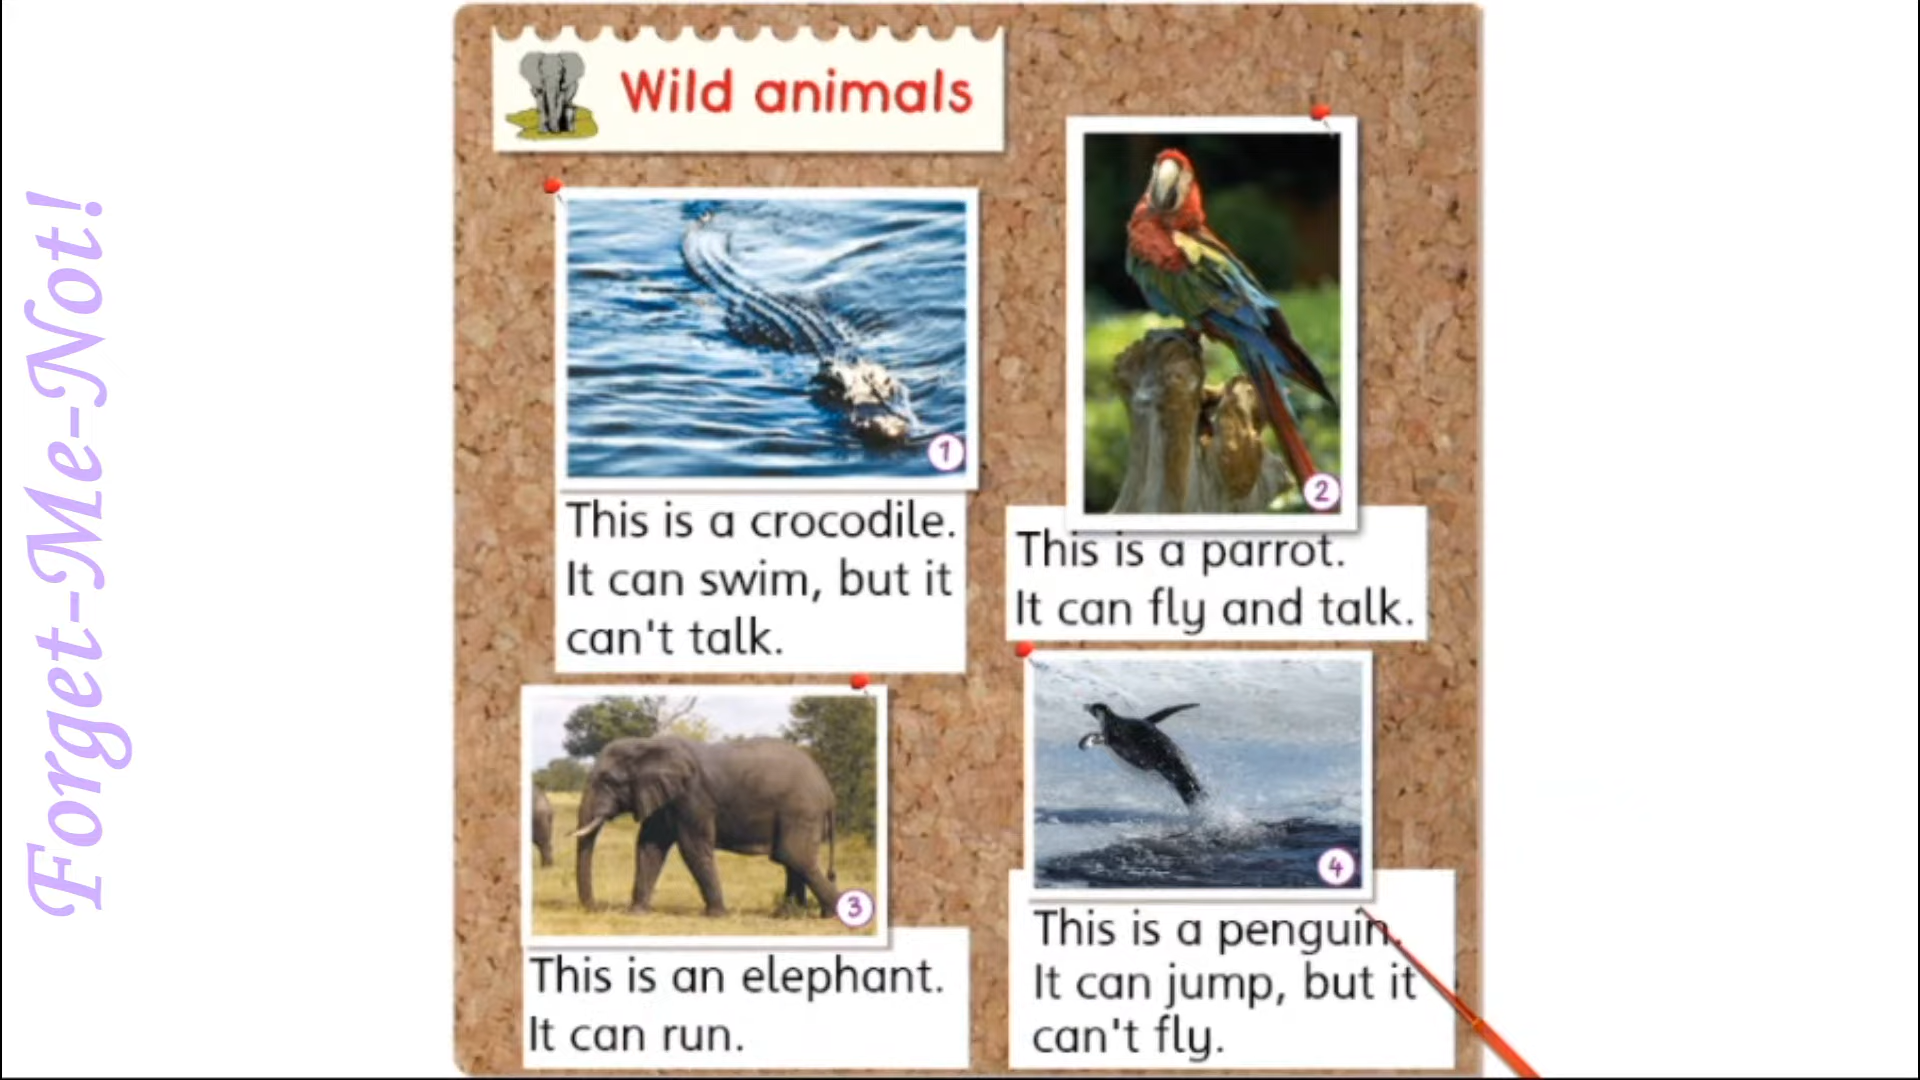 Forget-Me-Not!
Wild animals
1
This is a crocodile.
It can swim, but it
can't talk.
2
This is a parrot.
It can fly and talk.
3
This is an elephant.
It can run.
4
This is a penguin.
It can jump, but it
can't fly.